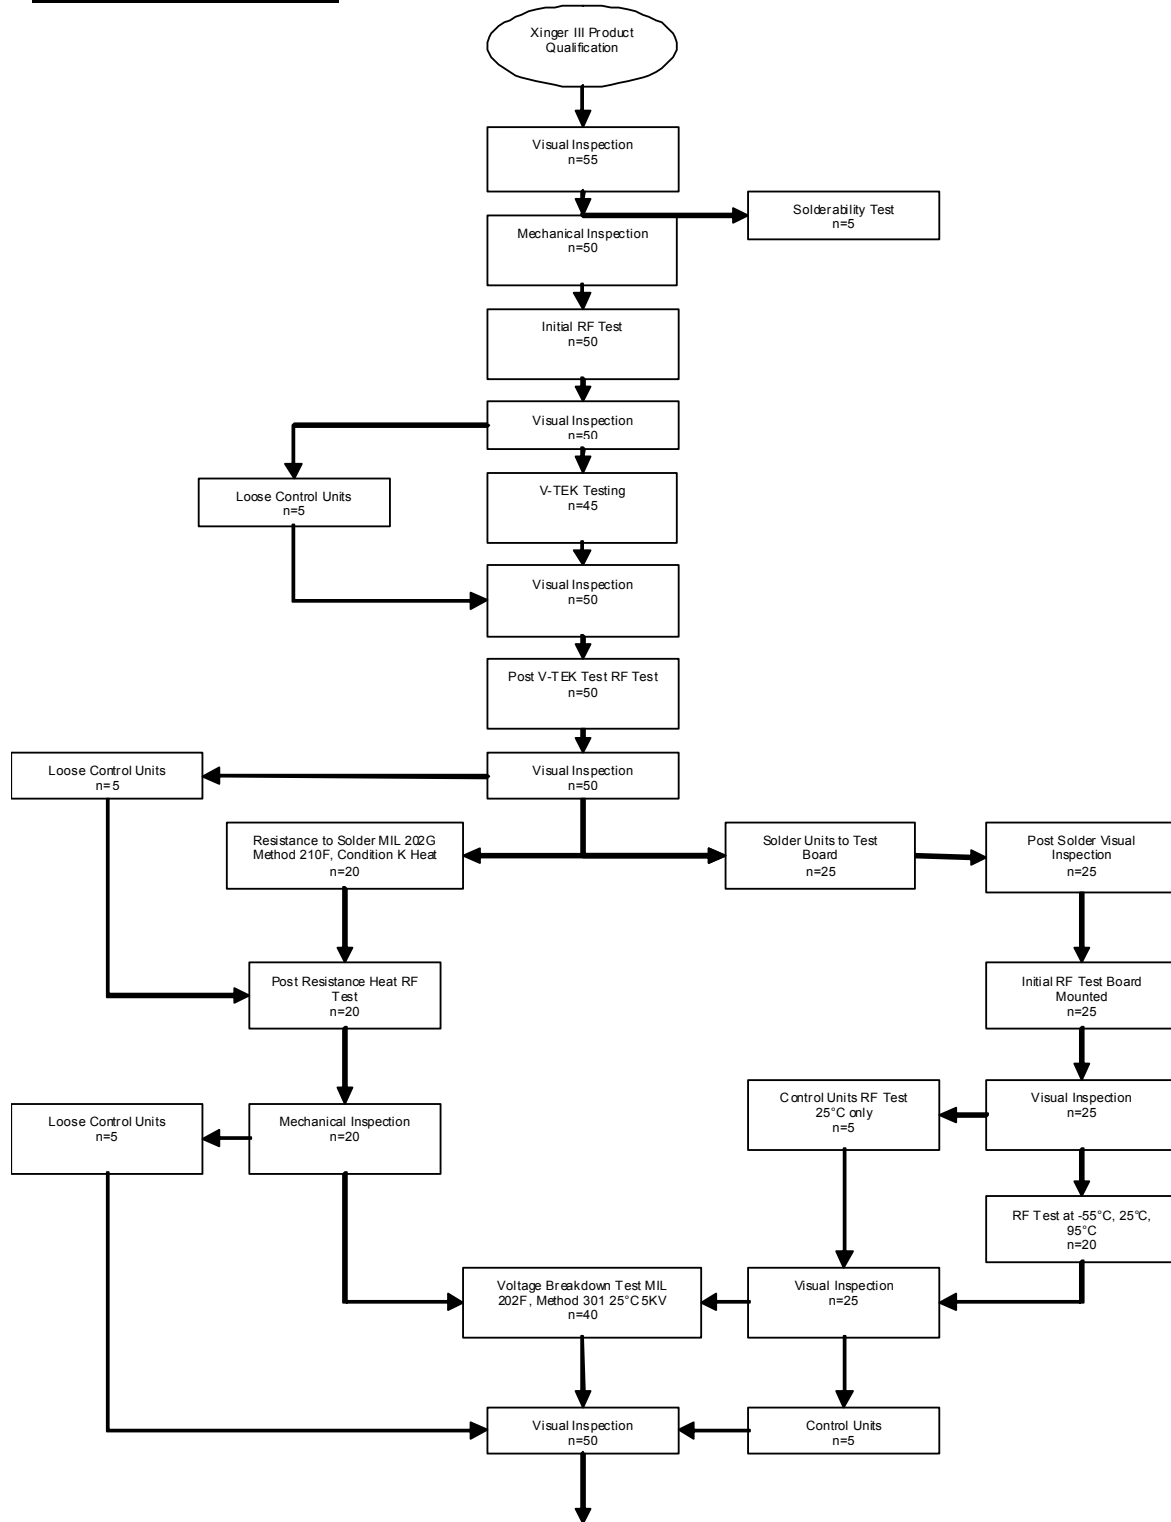 Xinger III Product
Qualification
Visual Inspection
n=55
Solderability Test
n=5
Mechanical Inspection
n=50
Initial RF Test
n=50
Visual Inspection
n=50
Loose Control Units
n=5
V-TEK Testing
n=45
Visual Inspection
n=50
Post V-TEK Test RF Test
n=50
Loose Control Units
n=5
Visual Inspection
n=50
Resistance to Solder MIL 202G
Method 210F, Condition K Heat
n=20
Solder Units to Test
Board
n=25
Post Solder Visual
Inspection
n=25
Post Resistance Heat RF
Test
n=20
Initial RF Test Board
Mounted
n=25
Loose Control Units
n=5
Mechanical Inspection
n=20
Control Units RF Test
25°C only
n=5
Visual Inspection
n=25
RF Test at -55°C, 25°C,
95°C
n=20
Voltage Breakdown Test MIL
202F, Method 301 25°C 5KV
n=40
Visual Inspection
n=25
Visual Inspection
n=50
Control Units
n=5